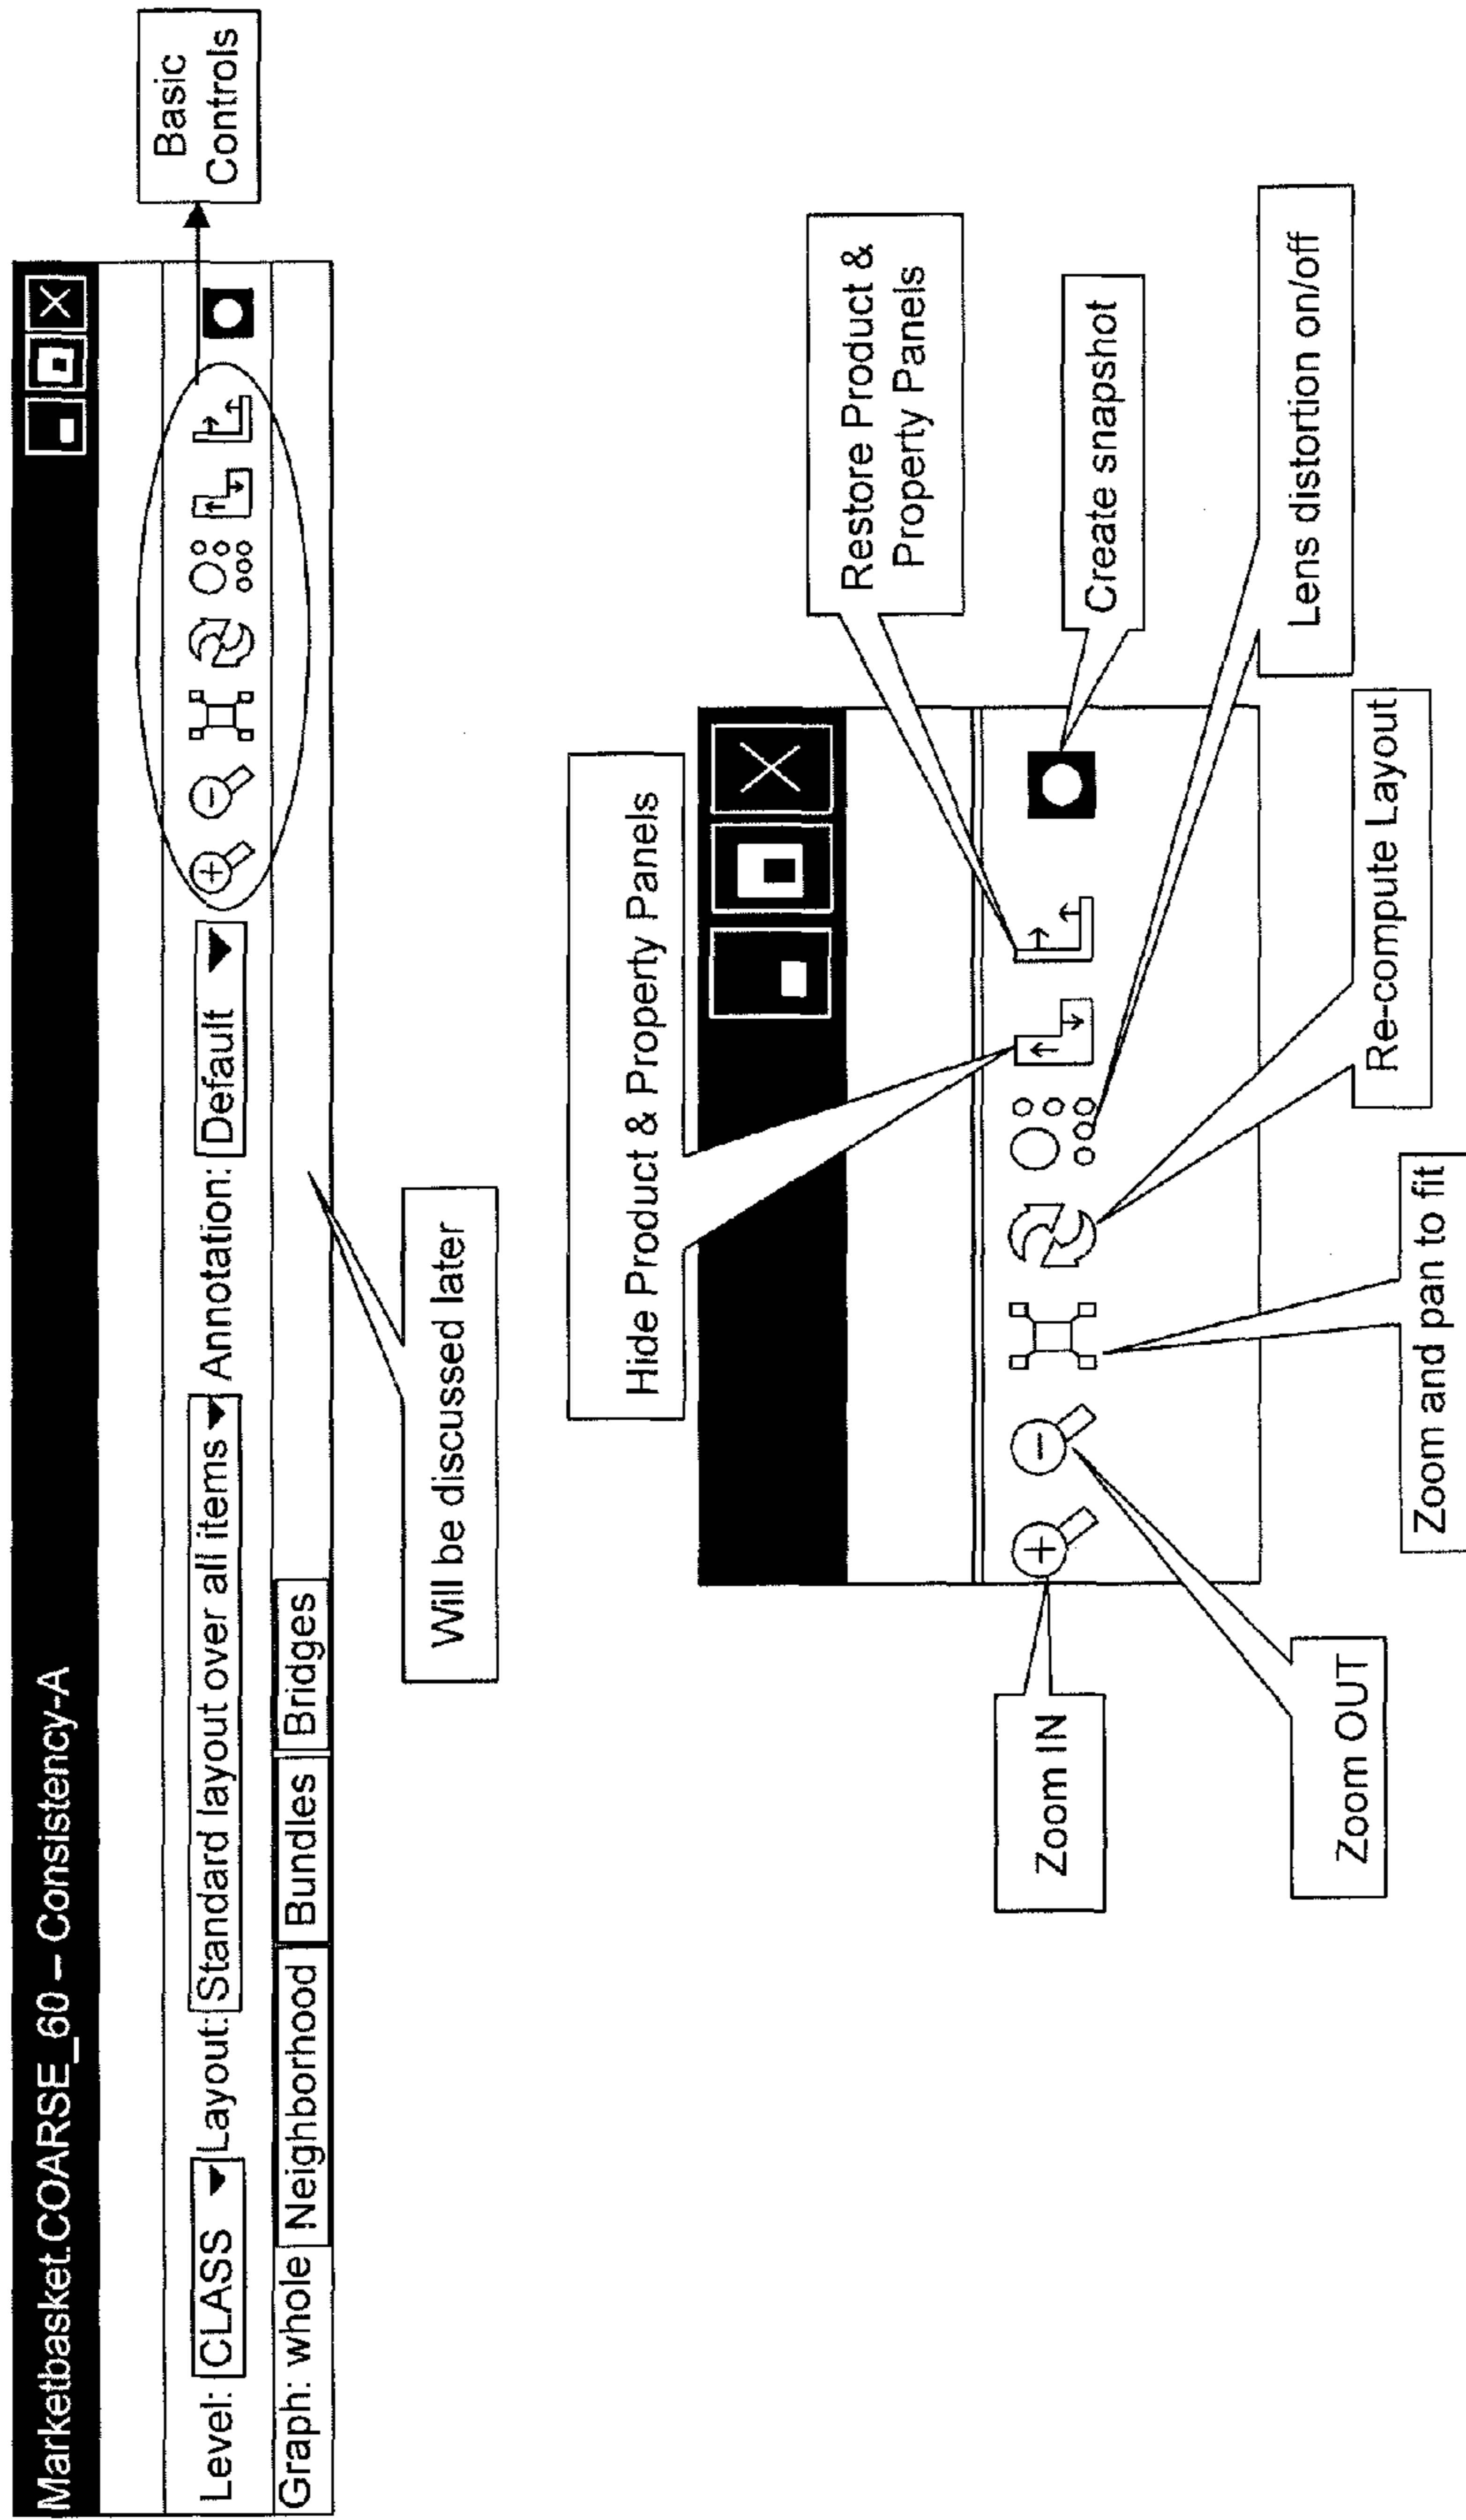 Marketbasket.COARSE_60 – Consistency-A
Level: CLASS Layout: Standard layout over all items Annotation: Default
Graph: whole Neighborhood Bundles Bridges
Basic
Controls
Will be discussed later
Hide Product & Property Panels
Restore Product &
Property Panels
Create snapshot
Lens distortion on/off
Re-compute Layout
Zoom and pan to fit
Zoom IN
Zoom OUT